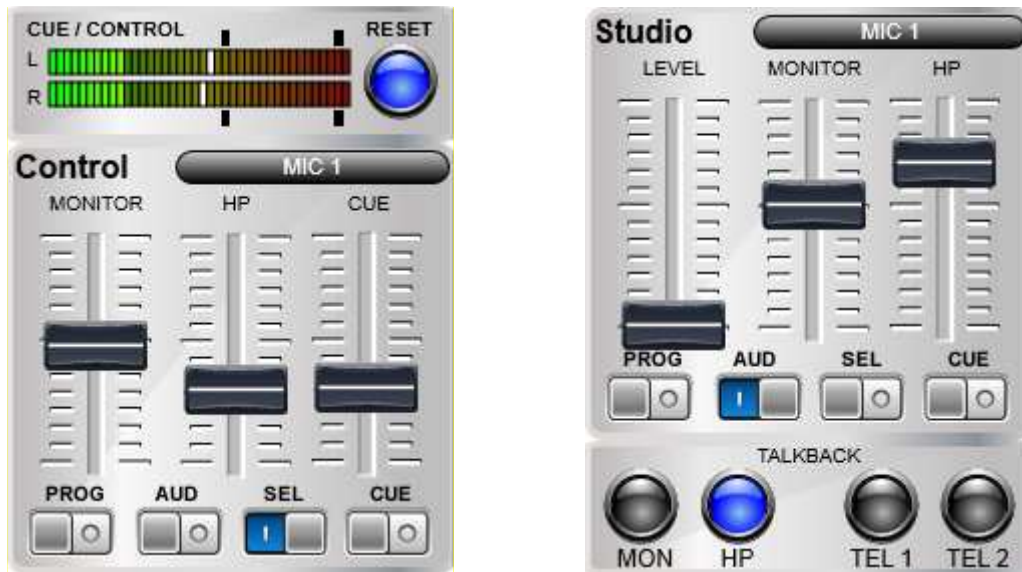 CUE / CONTROL
RESET
L
R
Control
MIC 1
MONITOR HP CUE
PROG AUD SEL CUE
Studio
MIC 1
LEVEL MONITOR HP
PROG AUD SEL CUE
TALKBACK
MON HP TEL 1 TEL 2